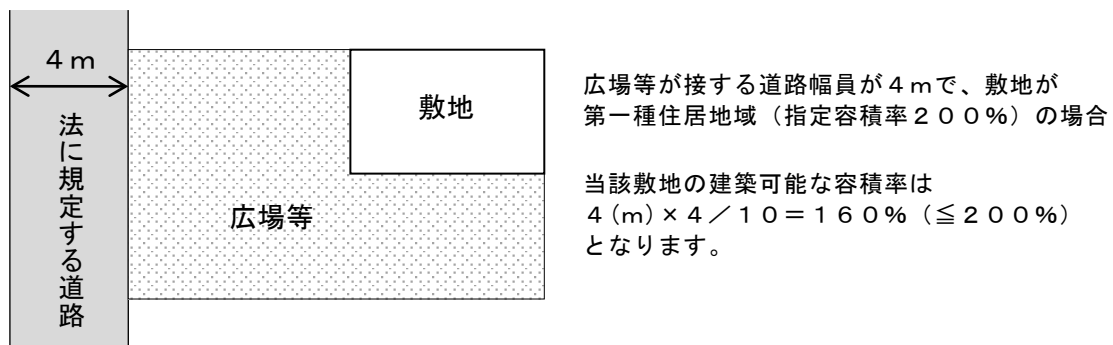 ４ｍ
法に規定する道路
敷地
広場等
広場等が接する道路幅員が４ｍで、敷地が
第一種住居地域（指定容積率２００％）の場合
当該敷地の建築可能な容積率は
４(ｍ)×４／１０＝１６０％（≦２００％）
となります。